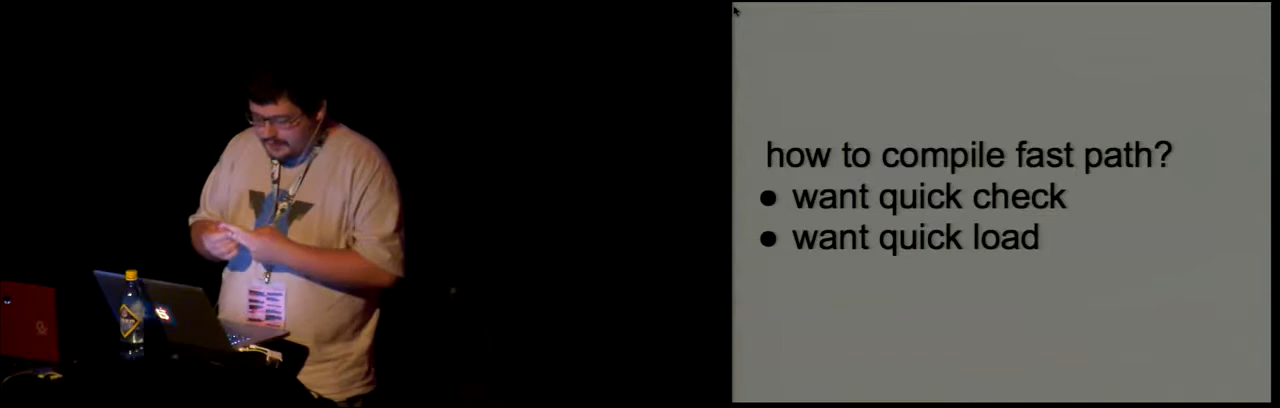 how to compile fast path?
● want quick check
● want quick load